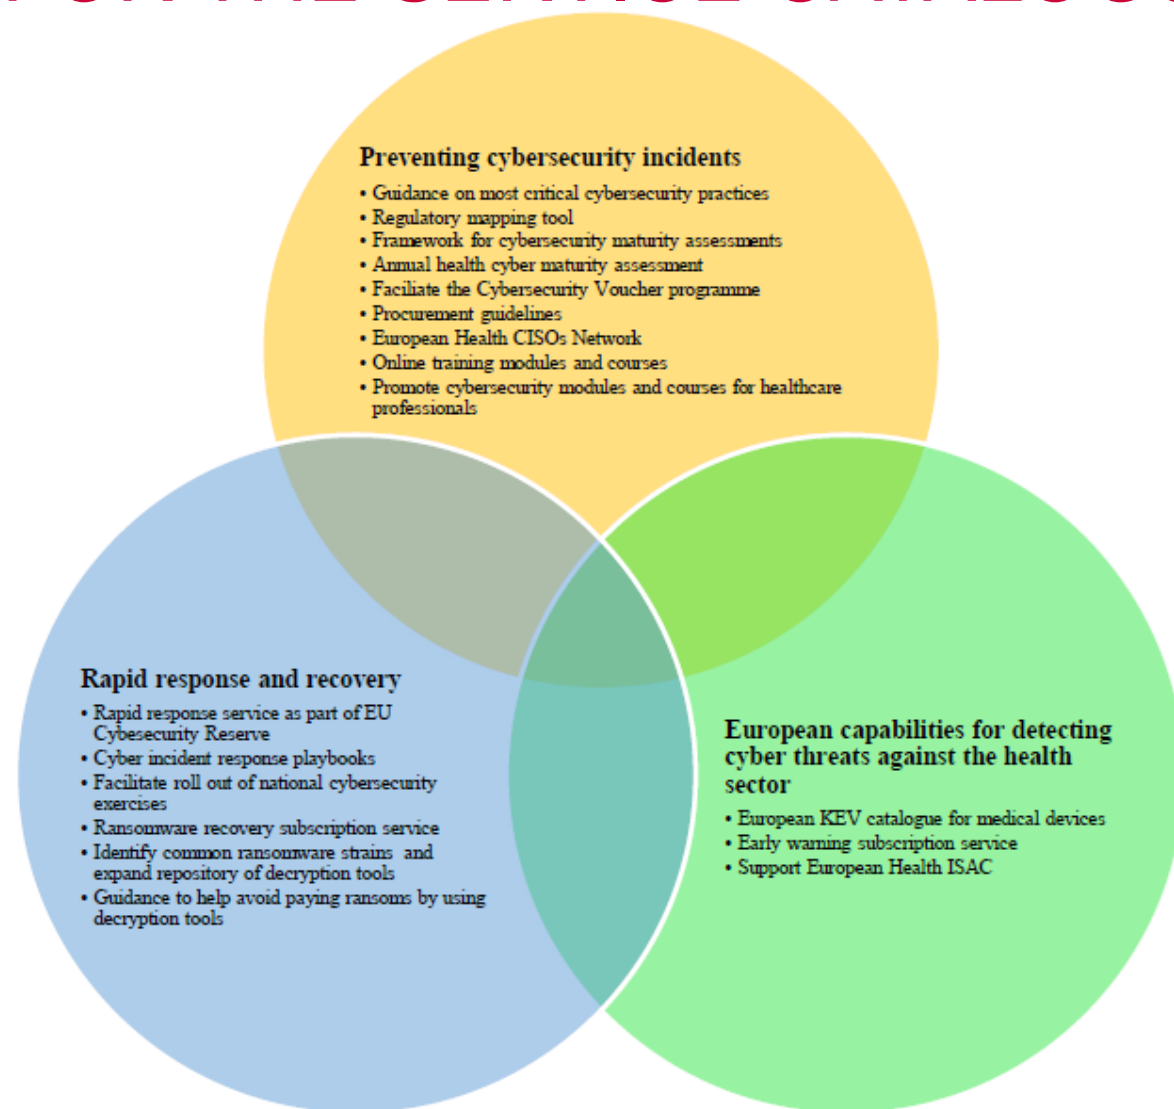 FOR THE SERVICE CATALOGU
Preventing cybersecurity incidents
• Guidance on most critical cybersecurity practices
• Regulatory mapping tool
• Framework for cybersecurity maturity assessments
• Annual health cyber maturity assessment
• Faciliate the Cybersecurity Voucher programme
• Procurement guidelines
• European Health CISOs Network
• Online training modules and courses
• Promote cybersecurity modules and courses for healthcare
professionals
Rapid response and recovery
• Rapid response service as part of EU
Cybesecurity Reserve
• Cyber incident response playbooks
• Facilitate roll out of national cybersecurity
exercises
• Ransomware recovery subscription service
• Identify common ransomware strains and
expand repository of decryption tools
• Guidance to help avoid paying ransoms by using
decryption tools
European capabilities for detecting
cyber threats against the health
sector
• European KEV catalogue for medical devices
• Early warning subscription service
• Support European Health ISAC